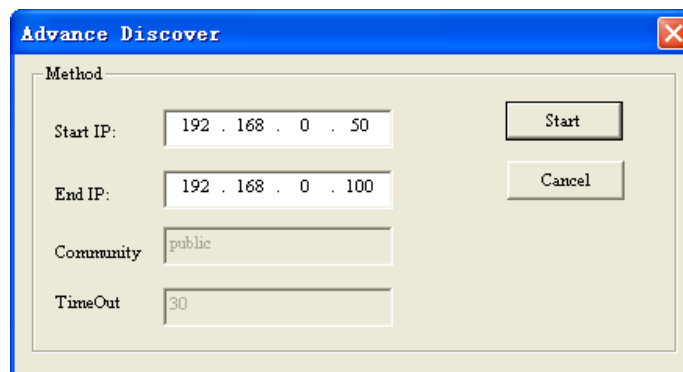 Advance Discover
Method
Start IP: 192 . 168 . 0 . 50 Start
End IP: 192 . 168 . 0 . 100 Cancel
Community public
TimeOut 30